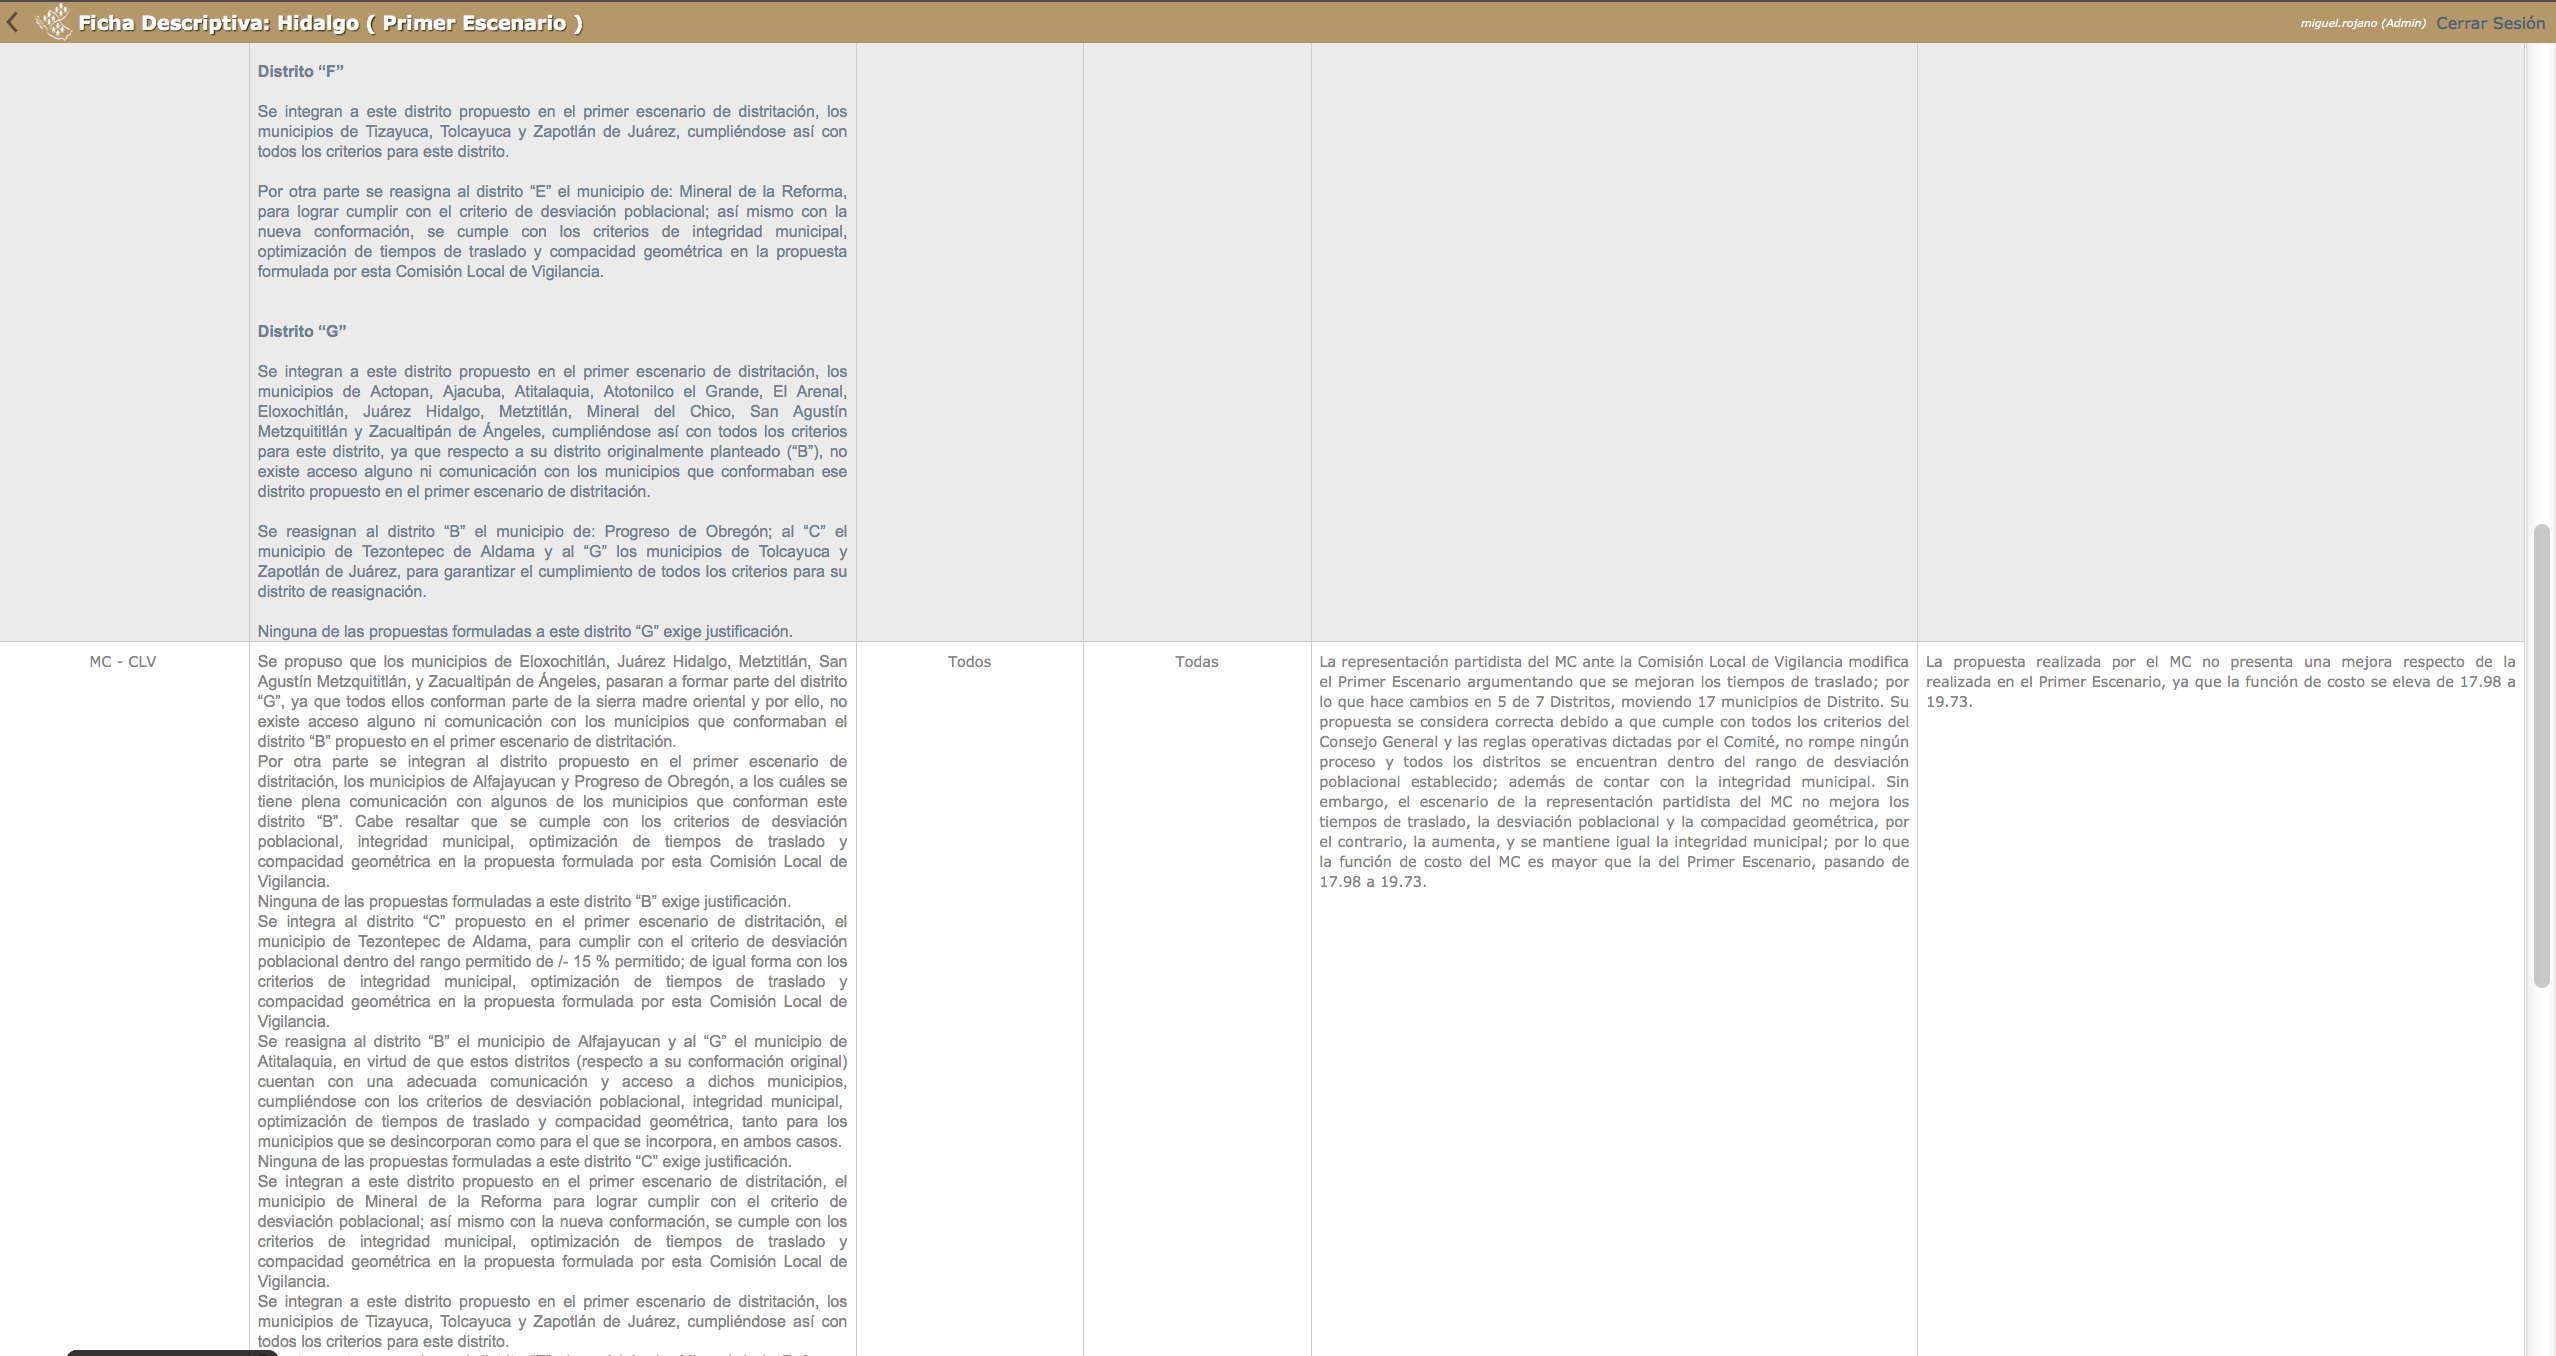 Ficha Descriptiva: Hidalgo ( Primer Escenario )
miguel.rojano (Admin) Cerrar Sesión
Distrito “F”
Se integran a este distrito propuesto en el primer escenario de distritación, los
municipios de Tizayuca, Tolcayuca y Zapotlán de Juárez, cumpliéndose así con
todos los criterios para este distrito.
Por otra parte se reasigna al distrito “E” el municipio de: Mineral de la Reforma,
para lograr cumplir con el criterio de desviación poblacional; así mismo con la
nueva conformación, se cumple con los criterios de integridad municipal,
optimización de tiempos de traslado y compacidad geométrica en la propuesta
formulada por esta Comisión Local de Vigilancia.
Distrito “G”
Se integran a este distrito propuesto en el primer escenario de distritación, los
municipios de Actopan, Ajacuba, Atitalaquia, Atotonilco el Grande, El Arenal,
Eloxochitlán, Juárez Hidalgo, Metztitlán, Mineral del Chico, San Agustín
Metzquititlán y Zacualtipán de Ángeles, cumpliéndose así con todos los criterios
para este distrito, ya que respecto a su distrito originalmente planteado (“B”), no
existe acceso alguno ni comunicación con los municipios que conformaban ese
distrito propuesto en el primer escenario de distritación.
Se reasignan al distrito “B” el municipio de: Progreso de Obregón; al “C” el
municipio de Tezontepec de Aldama y al “G” los municipios de Tolcayuca y
Zapotlán de Juárez, para garantizar el cumplimiento de todos los criterios para su
distrito de reasignación.
Ninguna de las propuestas formuladas a este distrito “G” exige justificación.
MC - CLV
Se propuso que los municipios de Eloxochitlán, Juárez Hidalgo, Metztitlán, San
Agustín Metzquititlán, y Zacualtipán de Ángeles, pasaran a formar parte del distrito
“G”, ya que todos ellos conforman parte de la sierra madre oriental y por ello, no
existe acceso alguno ni comunicación con los municipios que conformaban el
distrito “B” propuesto en el primer escenario de distritación.
Por otra parte se integran al distrito propuesto en el primer escenario de
distritación, los municipios de Alfajayucan y Progreso de Obregón, a los cuáles se
tiene plena comunicación con algunos de los municipios que conforman este
distrito “B”. Cabe resaltar que se cumple con los criterios de desviación
poblacional, integridad municipal, optimización de tiempos de traslado y
compacidad geométrica en la propuesta formulada por esta Comisión Local de
Vigilancia.
Ninguna de las propuestas formuladas a este distrito “B” exige justificación.
Se integra al distrito “C” propuesto en el primer escenario de distritación, el
municipio de Tezontepec de Aldama, para cumplir con el criterio de desviación
poblacional dentro del rango permitido de /- 15 % permitido; de igual forma con los
criterios de integridad municipal, optimización de tiempos de traslado y
compacidad geométrica en la propuesta formulada por esta Comisión Local de
Vigilancia.
Se reasigna al distrito “B” el municipio de Alfajayucan y al “G” el municipio de
Atitalaquia, en virtud de que estos distritos (respecto a su conformación original)
cuentan con una adecuada comunicación y acceso a dichos municipios,
cumpliéndose con los criterios de desviación poblacional, integridad municipal,
optimización de tiempos de traslado y compacidad geométrica, tanto para los
municipios que se desincorporan como para el que se incorpora, en ambos casos.
Ninguna de las propuestas formuladas a este distrito “C” exige justificación.
Se integran a este distrito propuesto en el primer escenario de distritación, el
municipio de Mineral de la Reforma para lograr cumplir con el criterio de
desviación poblacional; así mismo con la nueva conformación, se cumple con los
criterios de integridad municipal, optimización de tiempos de traslado y
compacidad geométrica en la propuesta formulada por esta Comisión Local de
Vigilancia.
Se integran a este distrito propuesto en el primer escenario de distritación, los
municipios de Tizayuca, Tolcayuca y Zapotlán de Juárez, cumpliéndose así con
todos los criterios para este distrito.
Todos
Todas
La representación partidista del MC ante la Comisión Local de Vigilancia modifica
el Primer Escenario argumentando que se mejoran los tiempos de traslado; por
lo que hace cambios en 5 de 7 Distritos, moviendo 17 municipios de Distrito. Su
propuesta se considera correcta debido a que cumple con todos los criterios del
Consejo General y las reglas operativas dictadas por el Comité, no rompe ningún
proceso y todos los distritos se encuentran dentro del rango de desviación
poblacional establecido; además de contar con la integridad municipal. Sin
embargo, el escenario de la representación partidista del MC no mejora los
tiempos de traslado, la desviación poblacional y la compacidad geométrica, por
el contrario, la aumenta, y se mantiene igual la integridad municipal; por lo que
la función de costo del MC es mayor que la del Primer Escenario, pasando de
17.98 a 19.73.
La propuesta realizada por el MC no presenta una mejora respecto de la
realizada en el Primer Escenario, ya que la función de costo se eleva de 17.98 a
19.73.